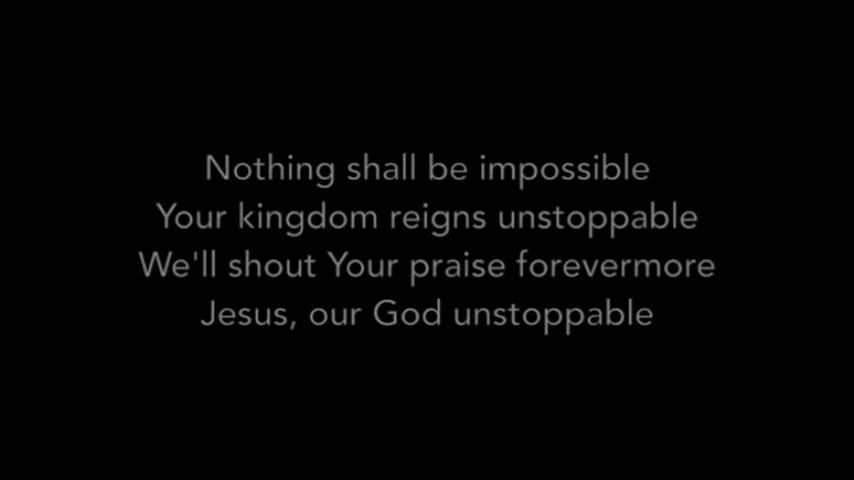 Nothing shall be impossible
Your kingdom reigns unstoppable
We'll shout Your praise forevermore
Jesus, our God unstoppable